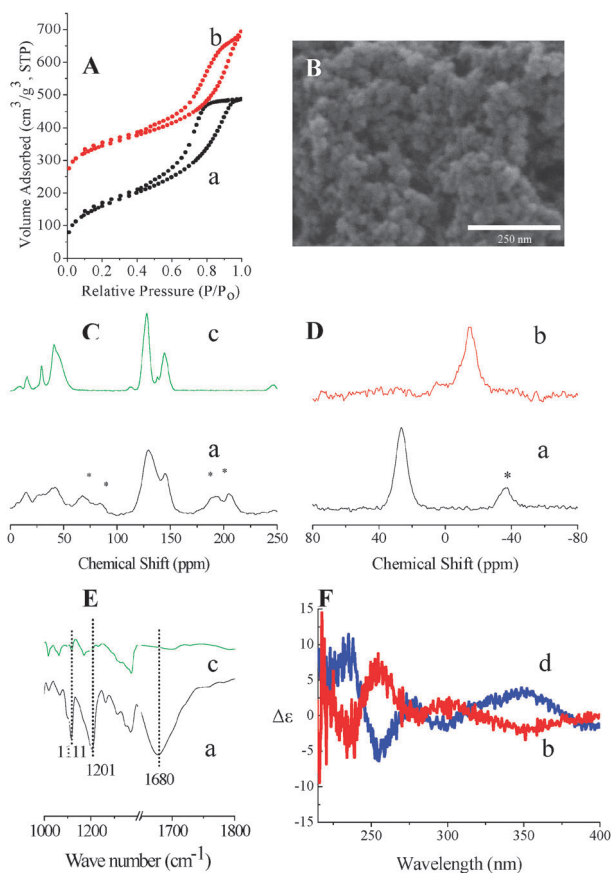 A
b
a
Volume Adsorbed (cm³/g³, STP)
700
600
500
400
300
200
100
0
0.0 0.2 0.4 0.6 0.8 1.0
Relative Pressure (P/Po)
B
250 nm
C
c
a
* * * *
0 50 100 150 200 250
Chemical Shift (ppm)
D
b
a
*
80 40 0 -40 -80
Chemical Shift (ppm)
E
c
a
1111
1201
1680
1000 1200 1700 1800
Wave number (cm⁻¹)
F
d
b
Δε
15
10
5
0
-5
-10
-15
250 300 350 400
Wavelength (nm)